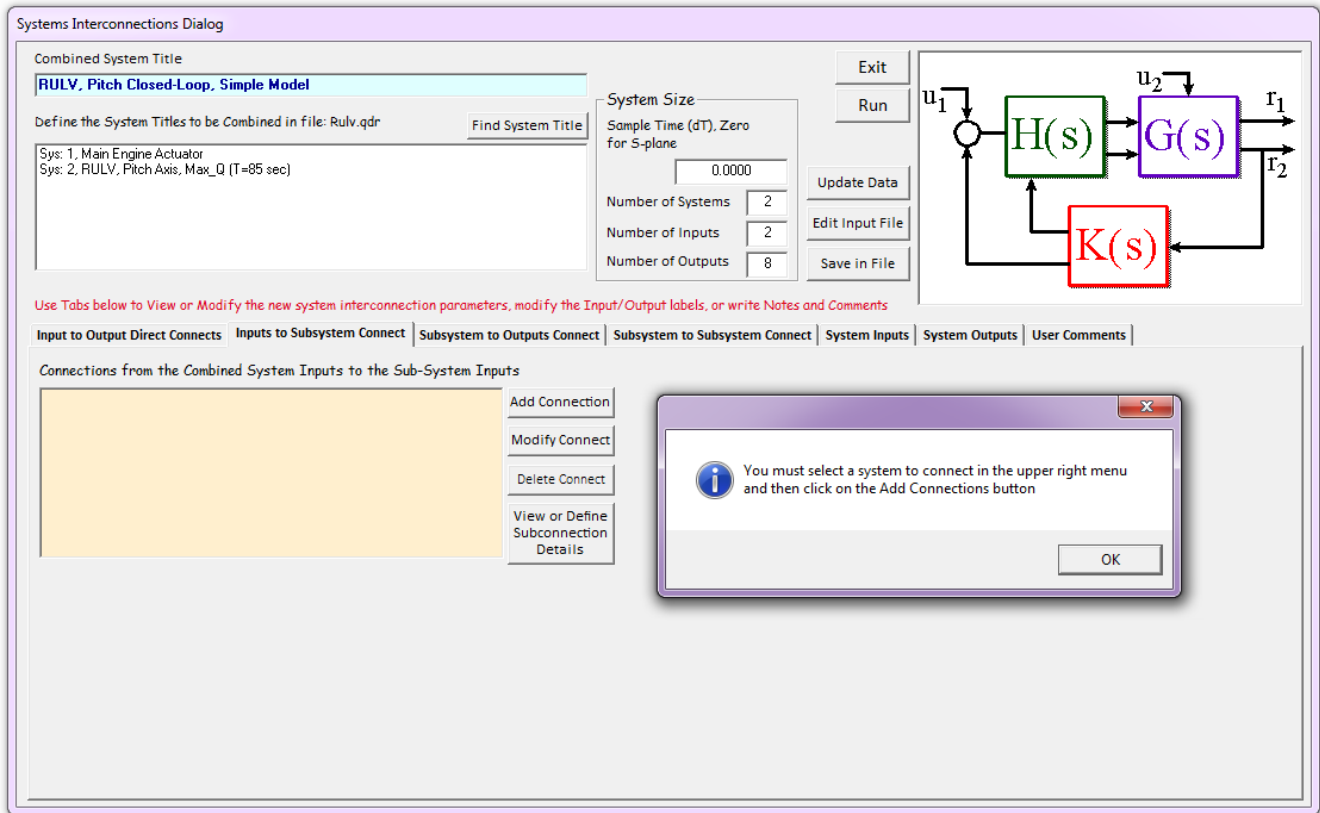 Systems Interconnections Dialog
Combined System Title
RULV, Pitch Closed-Loop, Simple Model
Define the System Titles to be Combined in file: Rulv.qdr
Find System Title
Sys: 1, Main Engine Actuator
Sys: 2, RULV, Pitch Axis, Max_Q (T=85 sec)
System Size
Sample Time (dT), Zero
for S-plane
0.0000
Number of Systems
2
Number of Inputs
2
Number of Outputs
8
Exit
Run
Update Data
Edit Input File
Save in File
u1
u2
H(s)
G(s)
r1
r2
K(s)
Use Tabs below to View or Modify the new system interconnection parameters, modify the Input/Output labels, or write Notes and Comments
Input to Output Direct Connects
Inputs to Subsystem Connect
Subsystem to Outputs Connect
Subsystem to Subsystem Connect
System Inputs
System Outputs
User Comments
Connections from the Combined System Inputs to the Sub-System Inputs
Add Connection
Modify Connect
Delete Connect
View or Define
Subconnection
Details
You must select a system to connect in the upper right menu
and then click on the Add Connections button
OK